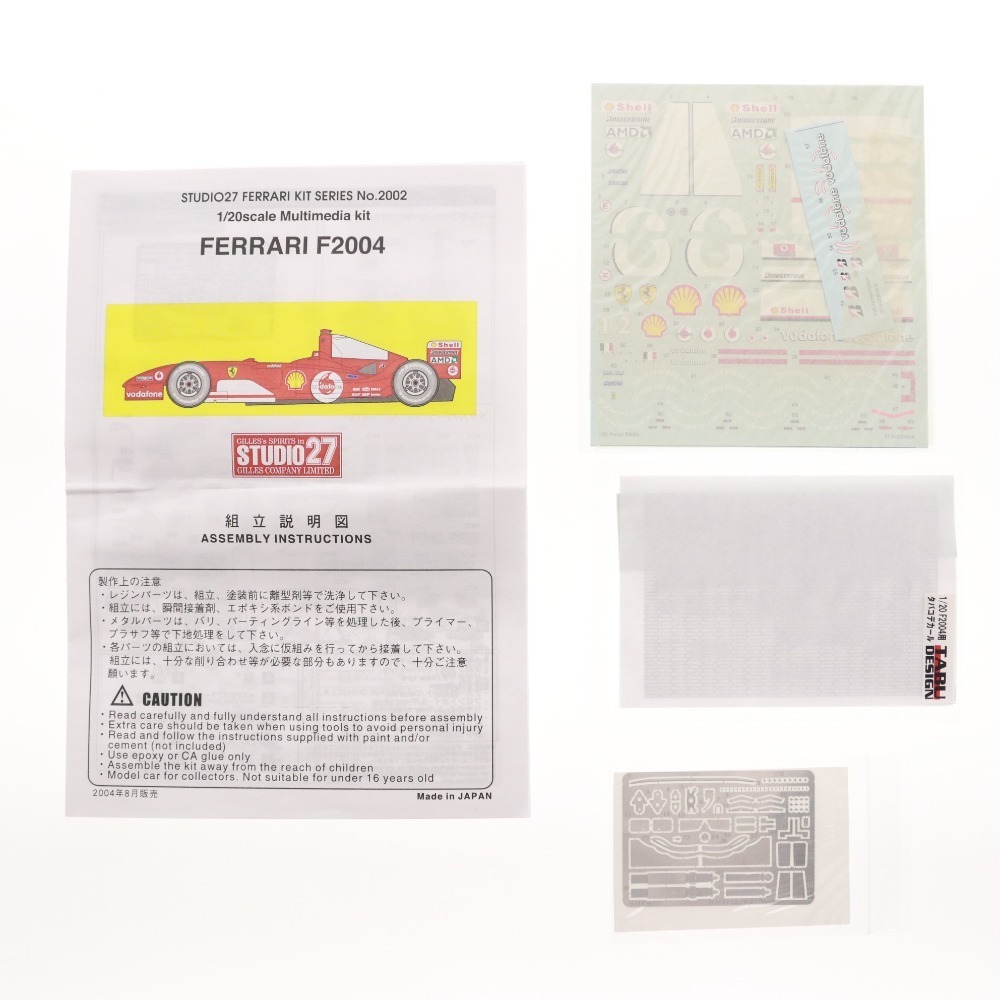 STUDIO27 FERRARI KIT SERIES No.2002
1/20scale Multimedia kit
FERRARI F2004
vodafone
Shell
AMD
GILLES's SPIRITS in
STUDIO27
GILLES COMPANY LIMITED
組立説明図
ASSEMBLY INSTRUCTIONS
製作上の注意
・レジンパーツは、組立、塗装前に離型剤等で洗浄して下さい。
・組立には、瞬間接着剤、エポキシ系ボンドをご使用下さい。
・メタルパーツは、バリ、パーティングライン等を処理した後、プライマー、
プラサフ等で下地処理をして下さい。
・各パーツの組立においては、入念に仮組みを行ってから接着して下さい。
組立には、十分な削り合わせ等が必要な部分もありますので、十分ご注意
願います。
CAUTION
・Read carefully and fully understand all instructions before assembly
・Extra care should be taken when using tools to avoid personal injury
・Read and follow the instructions supplied with paint and/or
cement (not included)
・Use epoxy or CA glue only
・Assemble the kit away from the reach of children
・Model car for collectors. Not suitable for under 16 years old
2004年8月販売
Made in JAPAN
Shell
BRIDGESTONE
AMD
Shell
BRIDGESTONE
AMD
vodafone vodafone
BRIDGESTONE
Shell
12
vodafone
vodafone
1/20 F2004用
タバコデカール
TABU
DESIGN